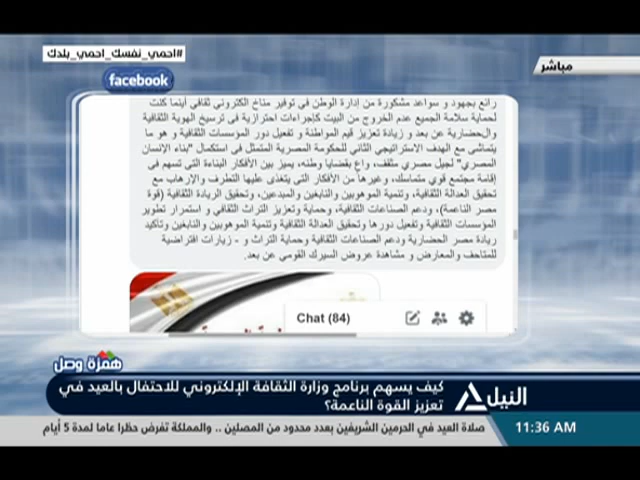 #احمي_نفسك_احمي_بلدك
مباشر
facebook
رائع بجهود و سواعد مشكورة من إدارة الوطن في توفير مناخ الكتروني ثقافي أينما كنت
لحماية سلامة الجميع عدم الخروج من البيت كإجراءات احترازية في ترسيخ الهوية الثقافية
والحضارية عن بعد و زيادة تعزيز قيم المواطنة و تفعيل دور المؤسسات الثقافية و هو ما
يتماشى مع الهدف الاستراتيجي الثاني للحكومة المصرية المتمثل فى استكمال "بناء الإنسان
المصري" لجيل مصري مثقف، واعٍ بقضايا وطنه، يميز بين الأفكار البناءة التي تسهم في
إقامة مجتمع قوي متماسك، وغيرها من الأفكار التي يتغذى عليها التطرف والإرهاب مع
تحقيق العدالة الثقافية، وتنمية الموهوبين والنابغين والمبدعين، وتحقيق الريادة الثقافية (قوة
مصر الناعمة)، ودعم الصناعات الثقافية، وحماية وتعزيز التراث الثقافي و استمرار تطوير
المؤسسات الثقافية وتفعيل دورها وتحقيق العدالة الثقافية وتنمية الموهوبين والنابغين وتأكيد
ريادة مصر الحضارية ودعم الصناعات الثقافية وحماية التراث و - زيارات افتراضية
للمتاحف والمعارض و مشاهدة عروض السيرك القومي عن بعد.
Chat (84)
همزة وصل
النيل
كيف يسهم برنامج وزارة الثقافة الإلكتروني للاحتفال بالعيد في
تعزيز القوة الناعمة؟
صلاة العيد في الحرمين الشريفين بعدد محدود من المصلين .. والمملكة تفرض حظرا عاما لمدة 5 أيام
11:36 AM